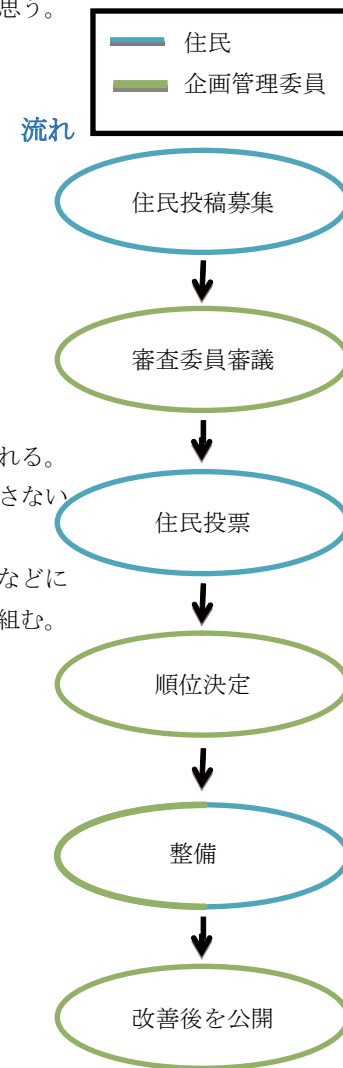 思う。
住民
企画管理委員
流れ
住民投稿募集
審査委員審議
れる。
さない
住民投票
などに
組む。
順位決定
整備
改善後を公開